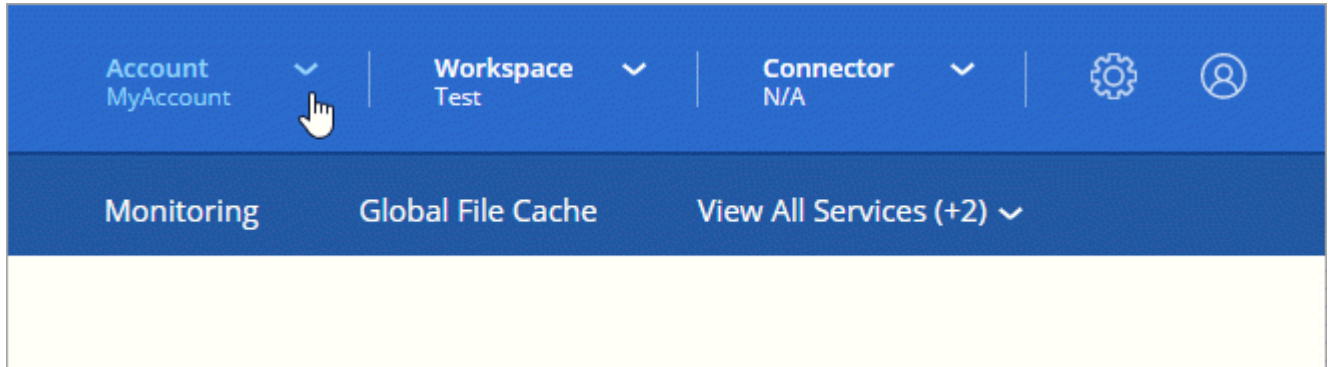 Account
MyAccount
Workspace
Test
Connector
N/A
Monitoring Global File Cache View All Services (+2)